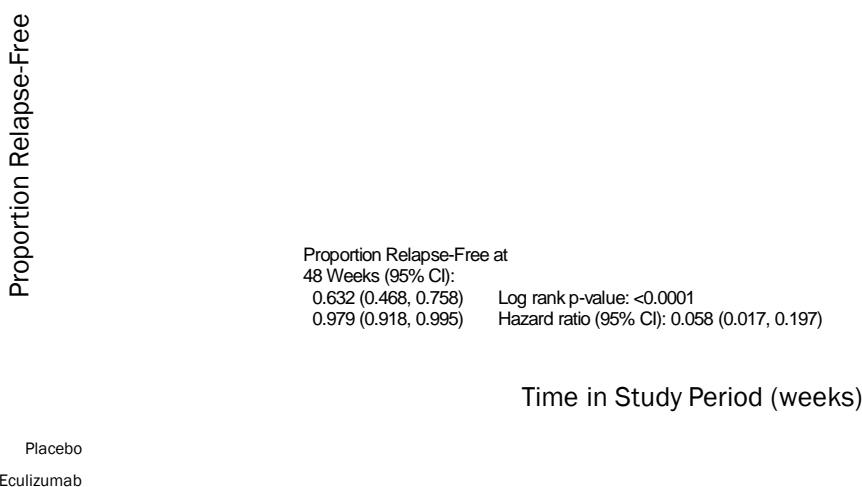 Proportion Relapse-Free
Proportion Relapse-Free at
48 Weeks (95% CI):
0.632 (0.468, 0.758) Log rank p-value: <0.0001
0.979 (0.918, 0.995) Hazard ratio (95% CI): 0.058 (0.017, 0.197)
Time in Study Period (weeks)
Placebo
Eculizumab